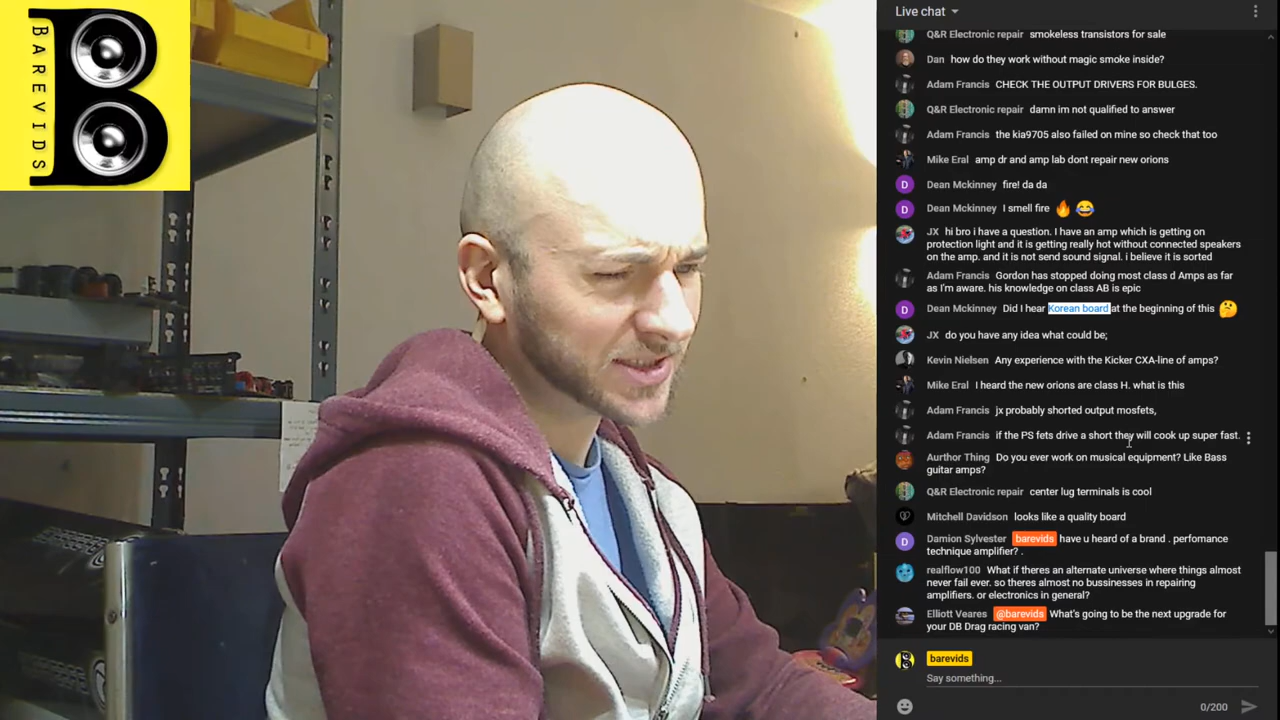 BAREVIDS
Live chat
Q&R Electronic repair smokeless transistors for sale
Dan how do they work without magic smoke inside?
Adam Francis CHECK THE OUTPUT DRIVERS FOR BULGES.
Q&R Electronic repair damn im not qualified to answer
Adam Francis the kia9705 also failed on mine so check that too
Mike Eral amp dr and amp lab dont repair new orions
D Dean Mckinney fire! da da
D Dean Mckinney I smell fire 🔥 😂
JX hi bro i have a question. I have an amp which is getting on
protection light and it is getting really hot without connected speakers
on the amp. and it is not send sound signal. i believe it is sorted
Adam Francis Gordon has stopped doing most class d Amps as far
as I'm aware. his knowledge on class AB is epic
D Dean Mckinney Did I hear Korean board at the beginning of this 🤔
JX do you have any idea what could be;
Kevin Nielsen Any experience with the Kicker CXA-line of amps?
Mike Eral I heard the new orions are class H. what is this
Adam Francis jx probably shorted output mosfets,
Adam Francis if the PS fets drive a short they will cook up super fast.
Aurthor Thing Do you ever work on musical equipment? Like Bass
guitar amps?
Q&R Electronic repair center lug terminals is cool
Mitchell Davidson looks like a quality board
D Damion Sylvester barevids have u heard of a brand . perfomance
technique amplifier? .
realflow100 What if theres an alternate universe where things almost
never fail ever. so theres almost no bussinesses in repairing
amplifiers. or electronics in general?
Elliott Veares @barevids What's going to be the next upgrade for
your DB Drag racing van?
barevids
Say something...
0/200